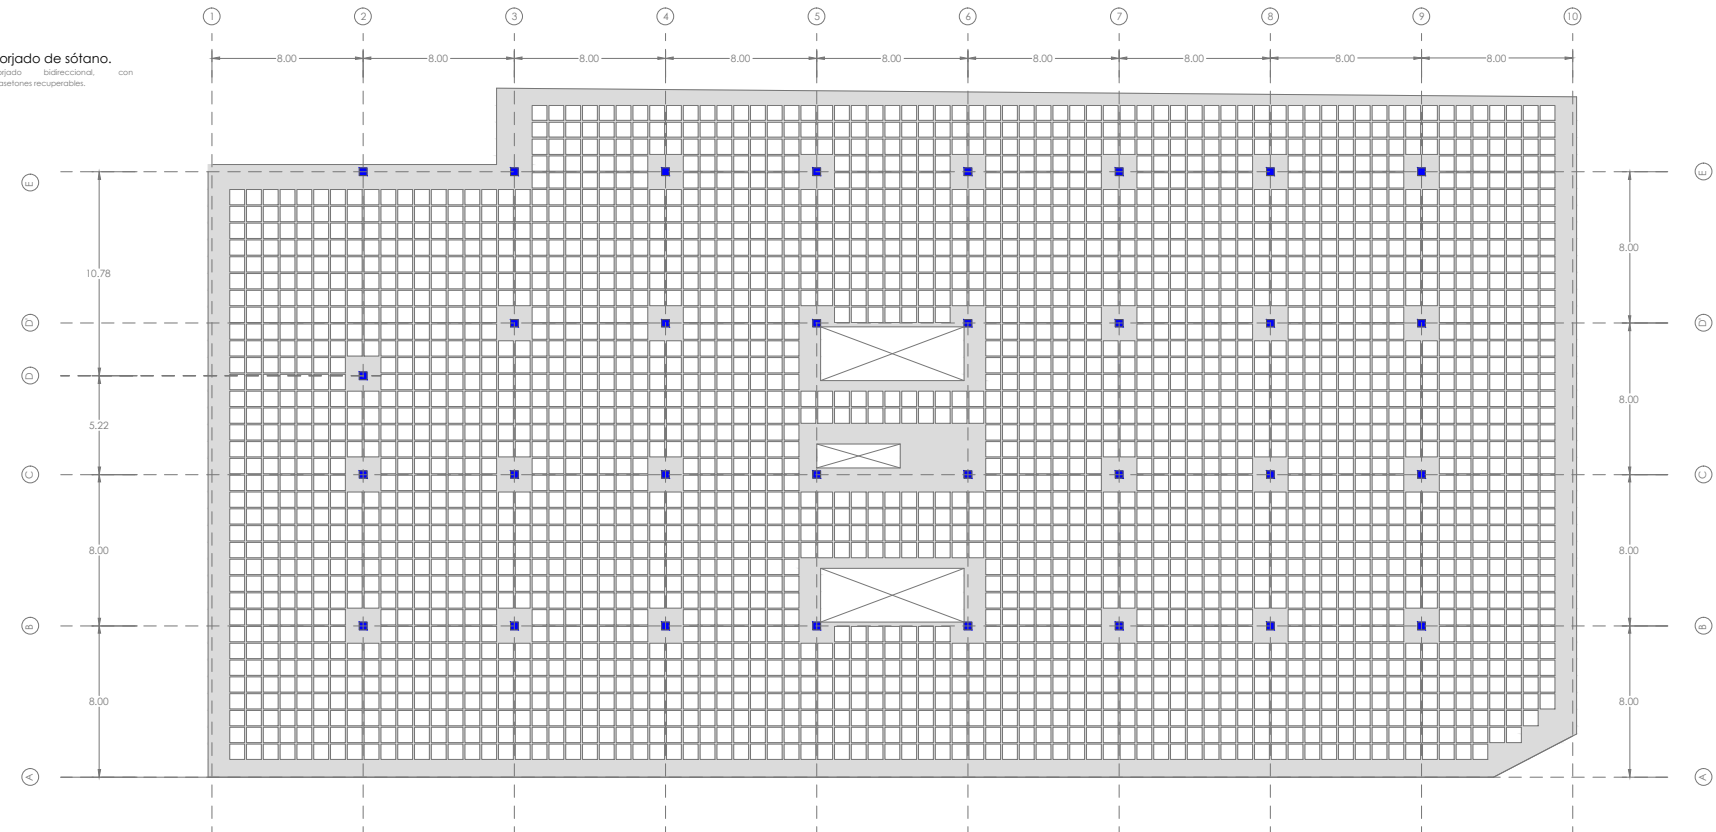 1 2 3 4 5 6 7 8 9 10
8.00 8.00 8.00 8.00 8.00 8.00 8.00 8.00 8.00
orjado de sótano.
orjado bidireccional, con
asetones recuperables.
E E
8.00
10.78
D' D'
D
8.00
5.22
C C
8.00 8.00
B B
8.00 8.00
A A